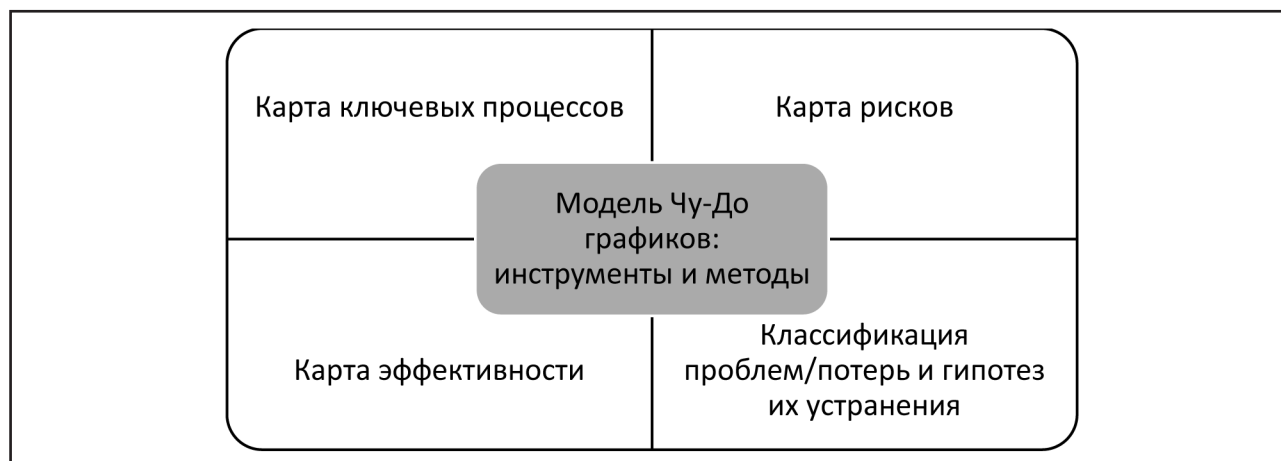 Карта ключевых процессов
Карта рисков
Модель Чу-До
графиков:
инструменты и методы
Карта эффективности
Классификация
проблем/потерь и гипотез
их устранения